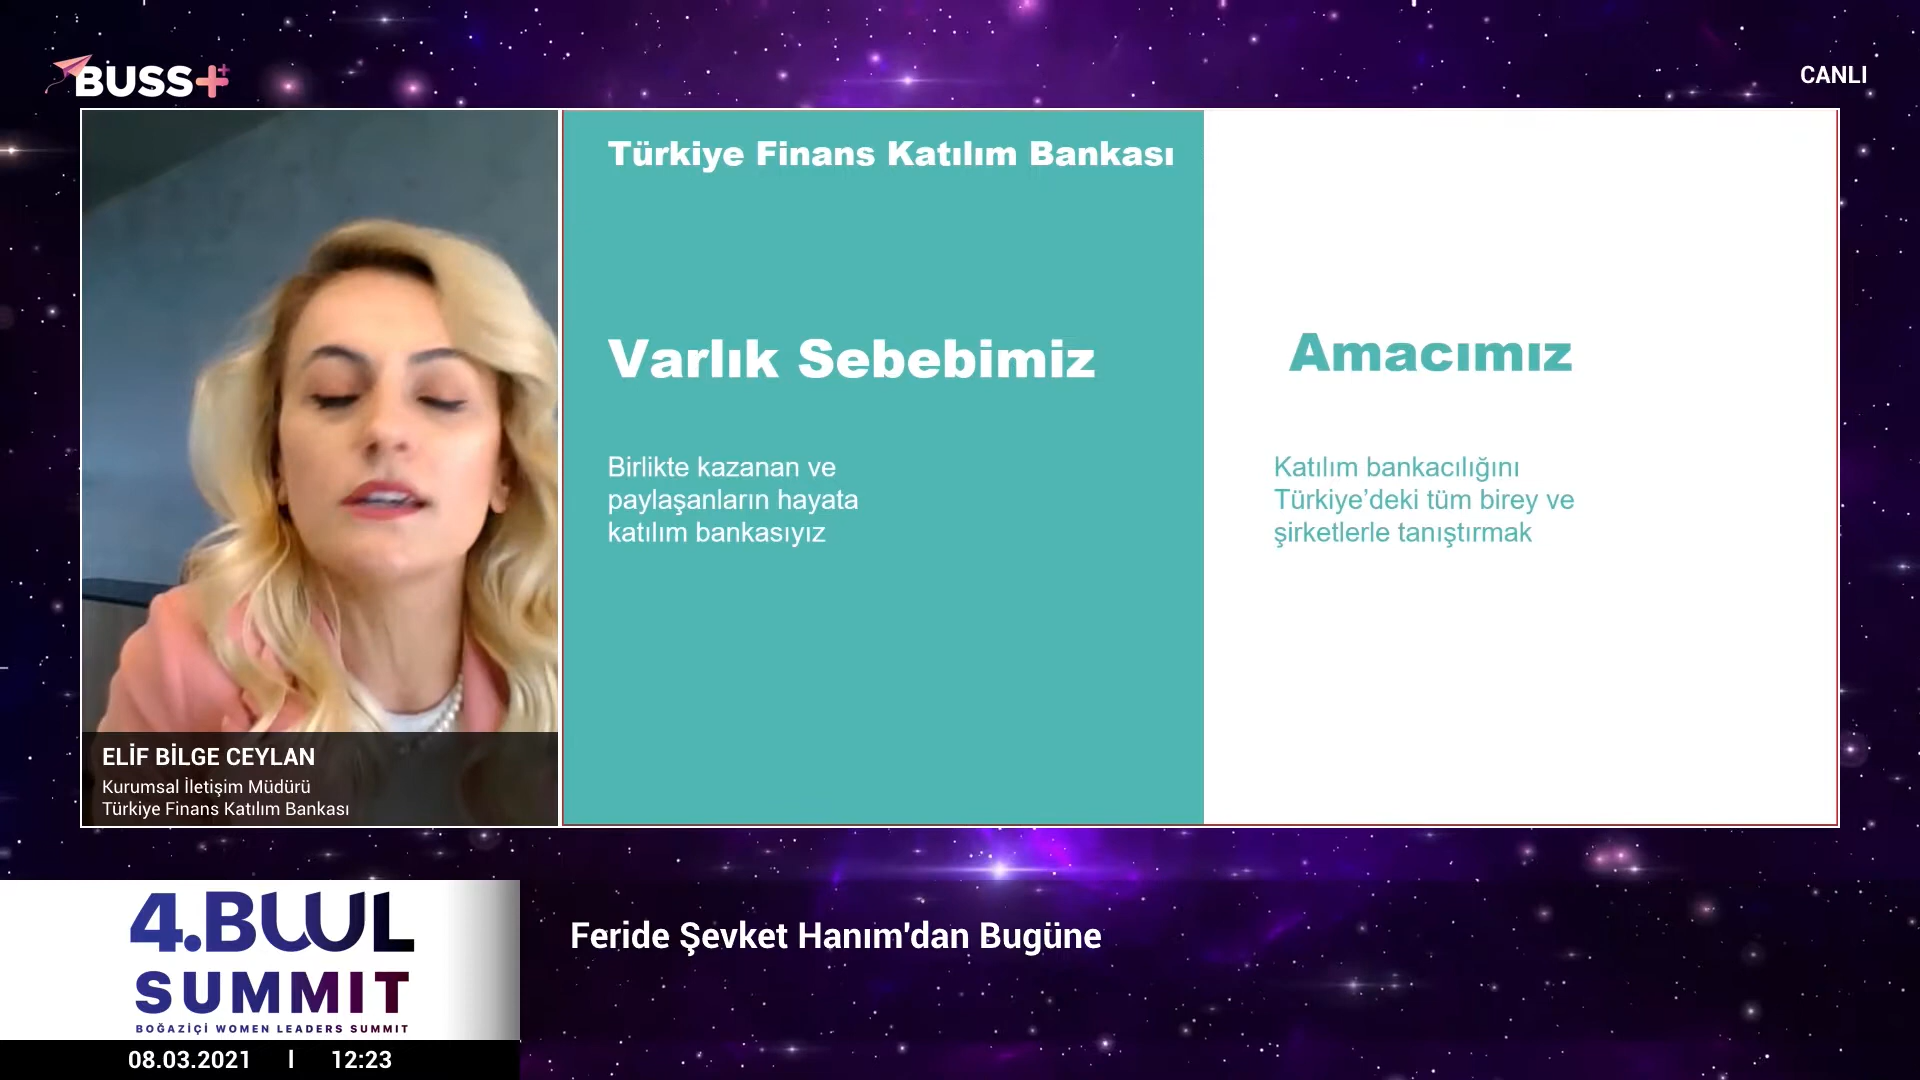 BUSS+
CANLI
Türkiye Finans Katılım Bankası
Varlık Sebebimiz
Birlikte kazanan ve
paylaşanların hayata
katılım bankasıyız
Amacımız
Katılım bankacılığını
Türkiye’deki tüm birey ve
şirketlerle tanıştırmak
ELİF BİLGE CEYLAN
Kurumsal İletişim Müdürü
Türkiye Finans Katılım Bankası
4.BWL
SUMMIT
BOĞAZİÇİ WOMEN LEADERS SUMMIT
Feride Şevket Hanım'dan Bugüne
08.03.2021 | 12:23